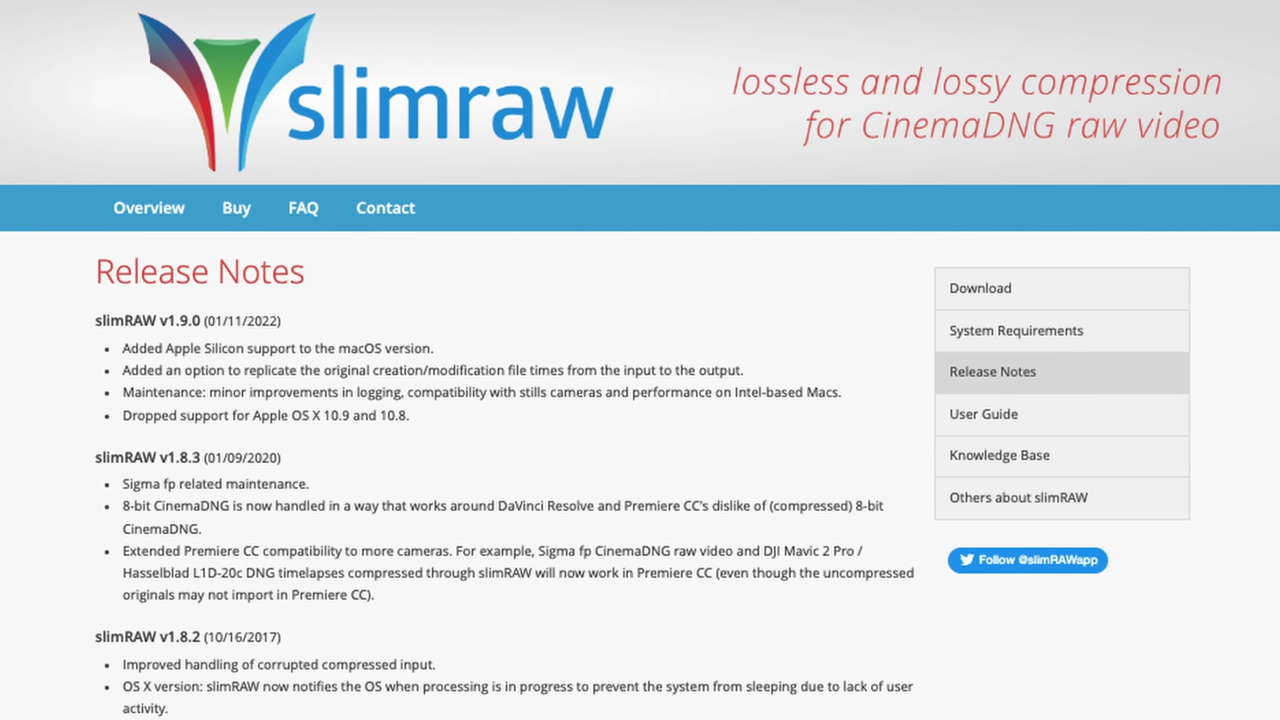 slimraw
lossless and lossy compression
for CinemaDNG raw video
Overview Buy FAQ Contact
Release Notes
slimRAW v1.9.0 (01/11/2022)
• Added Apple Silicon support to the macOS version.
• Added an option to replicate the original creation/modification file times from the input to the output.
• Maintenance: minor improvements in logging, compatibility with stills cameras and performance on Intel-based Macs.
• Dropped support for Apple OS X 10.9 and 10.8.
slimRAW v1.8.3 (01/09/2020)
• Sigma fp related maintenance.
• 8-bit CinemaDNG is now handled in a way that works around DaVinci Resolve and Premiere CC's dislike of (compressed) 8-bit
CinemaDNG.
• Extended Premiere CC compatibility to more cameras. For example, Sigma fp CinemaDNG raw video and DJI Mavic 2 Pro /
Hasselblad L1D-20c DNG timelapses compressed through slimRAW will now work in Premiere CC (even though the uncompressed
originals may not import in Premiere CC).
slimRAW v1.8.2 (10/16/2017)
• Improved handling of corrupted compressed input.
• OS X version: slimRAW now notifies the OS when processing is in progress to prevent the system from sleeping due to lack of user
activity.
Download
System Requirements
Release Notes
User Guide
Knowledge Base
Others about slimRAW
Follow @slimRAWapp